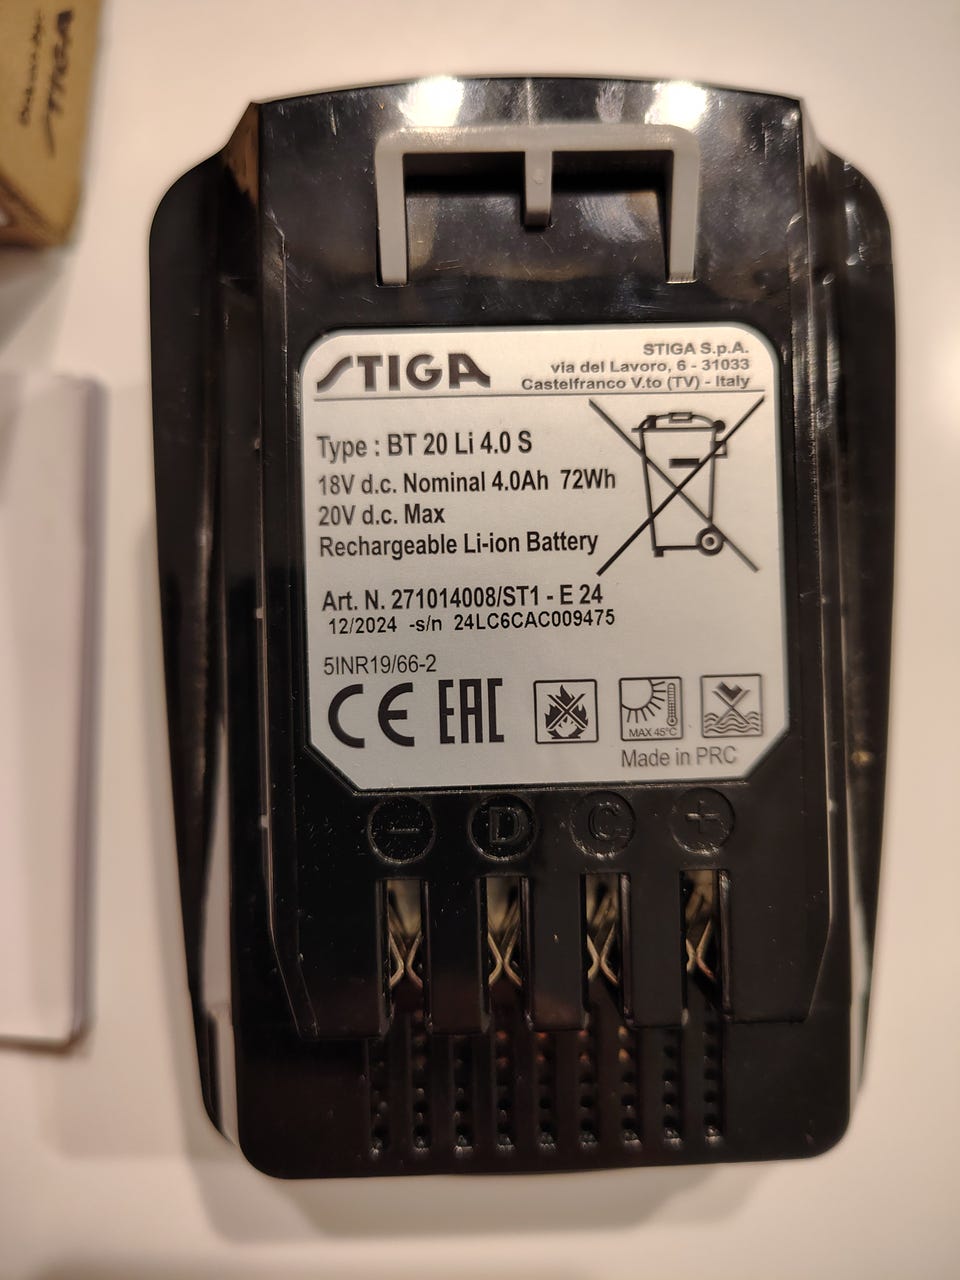 STIGA
STIGA
STIGA S.p.A.
via del Lavoro, 6 - 31033
Castelfranco V.to (TV) - Italy
Type : BT 20 Li 4.0 S
18V d.c. Nominal 4.0Ah 72Wh
20V d.c. Max
Rechargeable Li-ion Battery
Art. N. 271014008/ST1 - E 24
12/2024 -s/n 24LC6CAC009475
5INR19/66-2
CE EAC
MAX 45°C
Made in PRC
- D C +